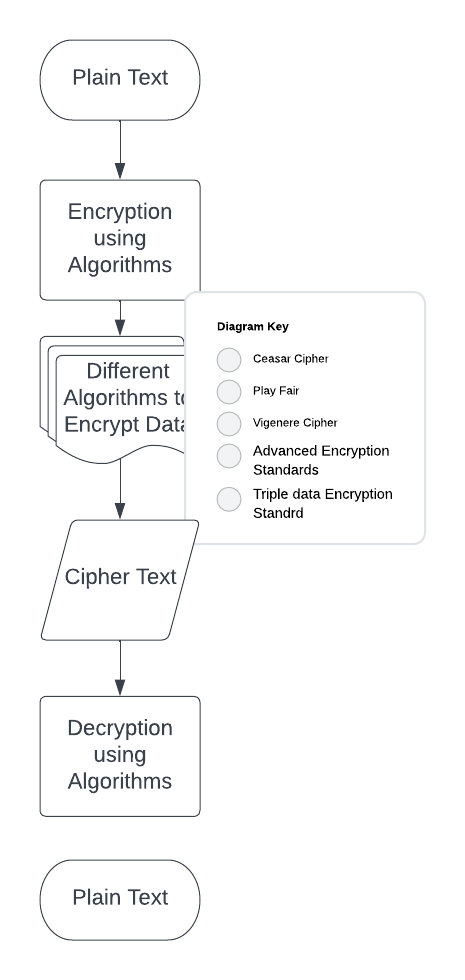 Plain Text
Encryption
using
Algorithms
Different
Algorithms to
Encrypt Data
Diagram Key
Ceasar Cipher
Play Fair
Vigenere Cipher
Advanced Encryption
Standards
Triple data Encryption
Standrd
Cipher Text
Decryption
using
Algorithms
Plain Text